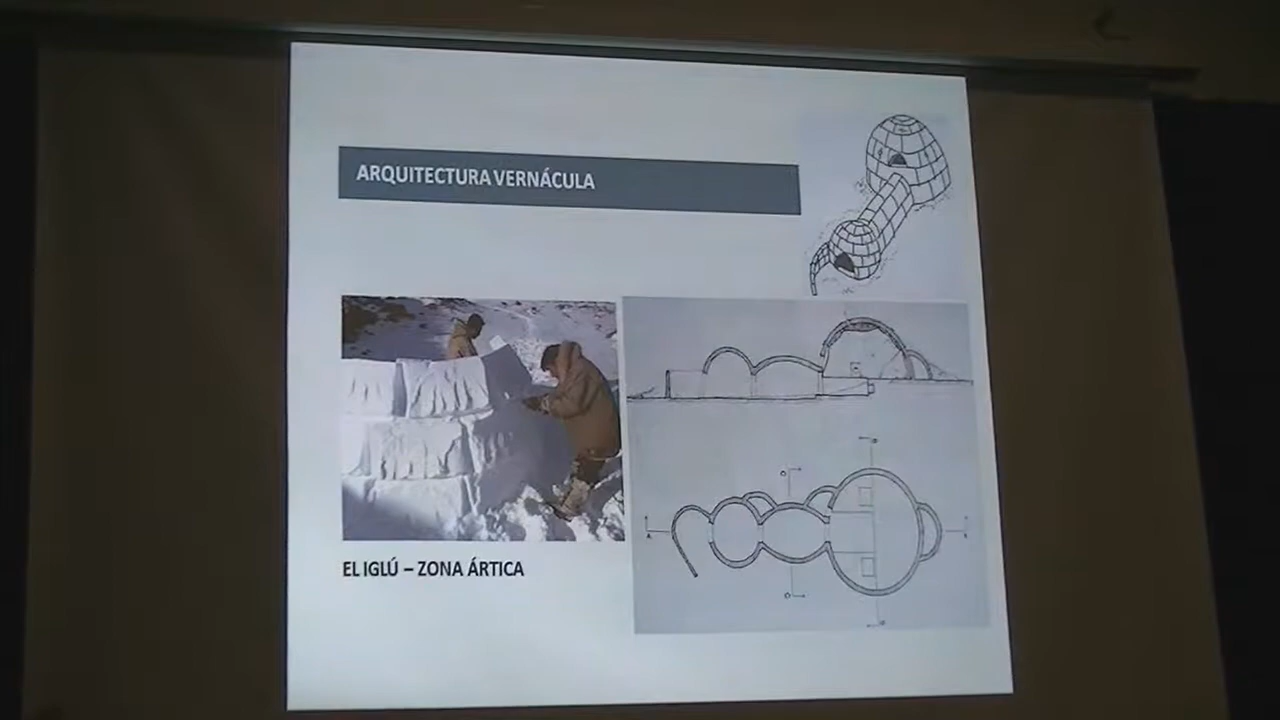 ARQUITECTURA VERNÁCULA
EL IGLÚ – ZONA ÁRTICA